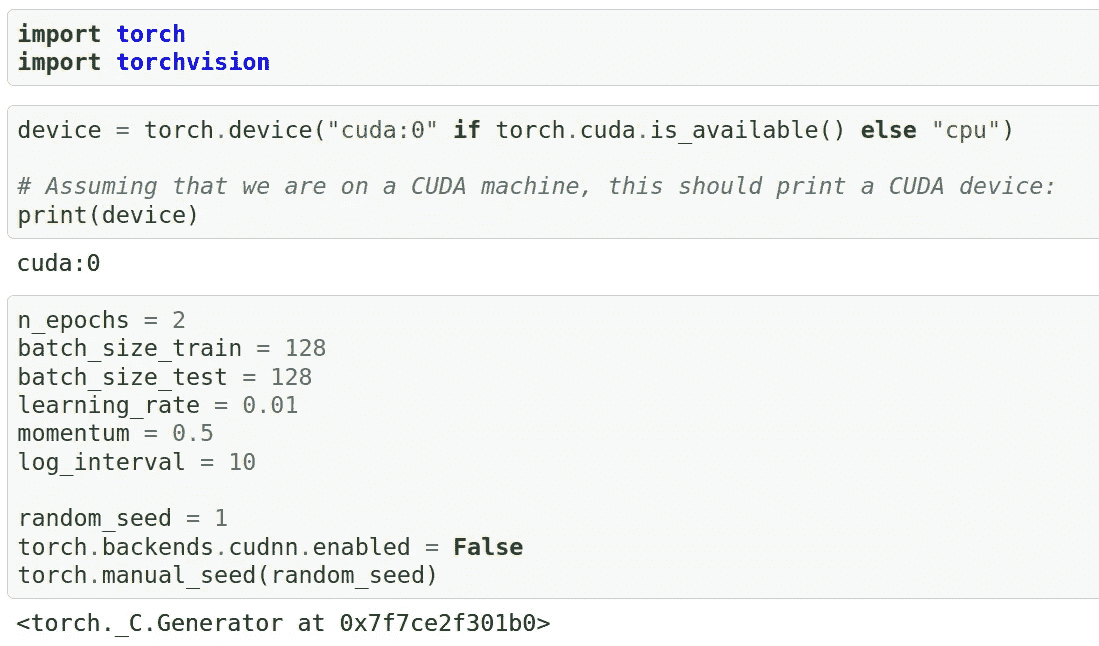 import torch
import torchvision
device = torch.device("cuda:0" if torch.cuda.is_available() else "cpu")
# Assuming that we are on a CUDA machine, this should print a CUDA device:
print(device)
cuda:0
n_epochs = 2
batch_size_train = 128
batch_size_test = 128
learning_rate = 0.01
momentum = 0.5
log_interval = 10
random_seed = 1
torch.backends.cudnn.enabled = False
torch.manual_seed(random_seed)
<torch._C.Generator at 0x7f7ce2f301b0>